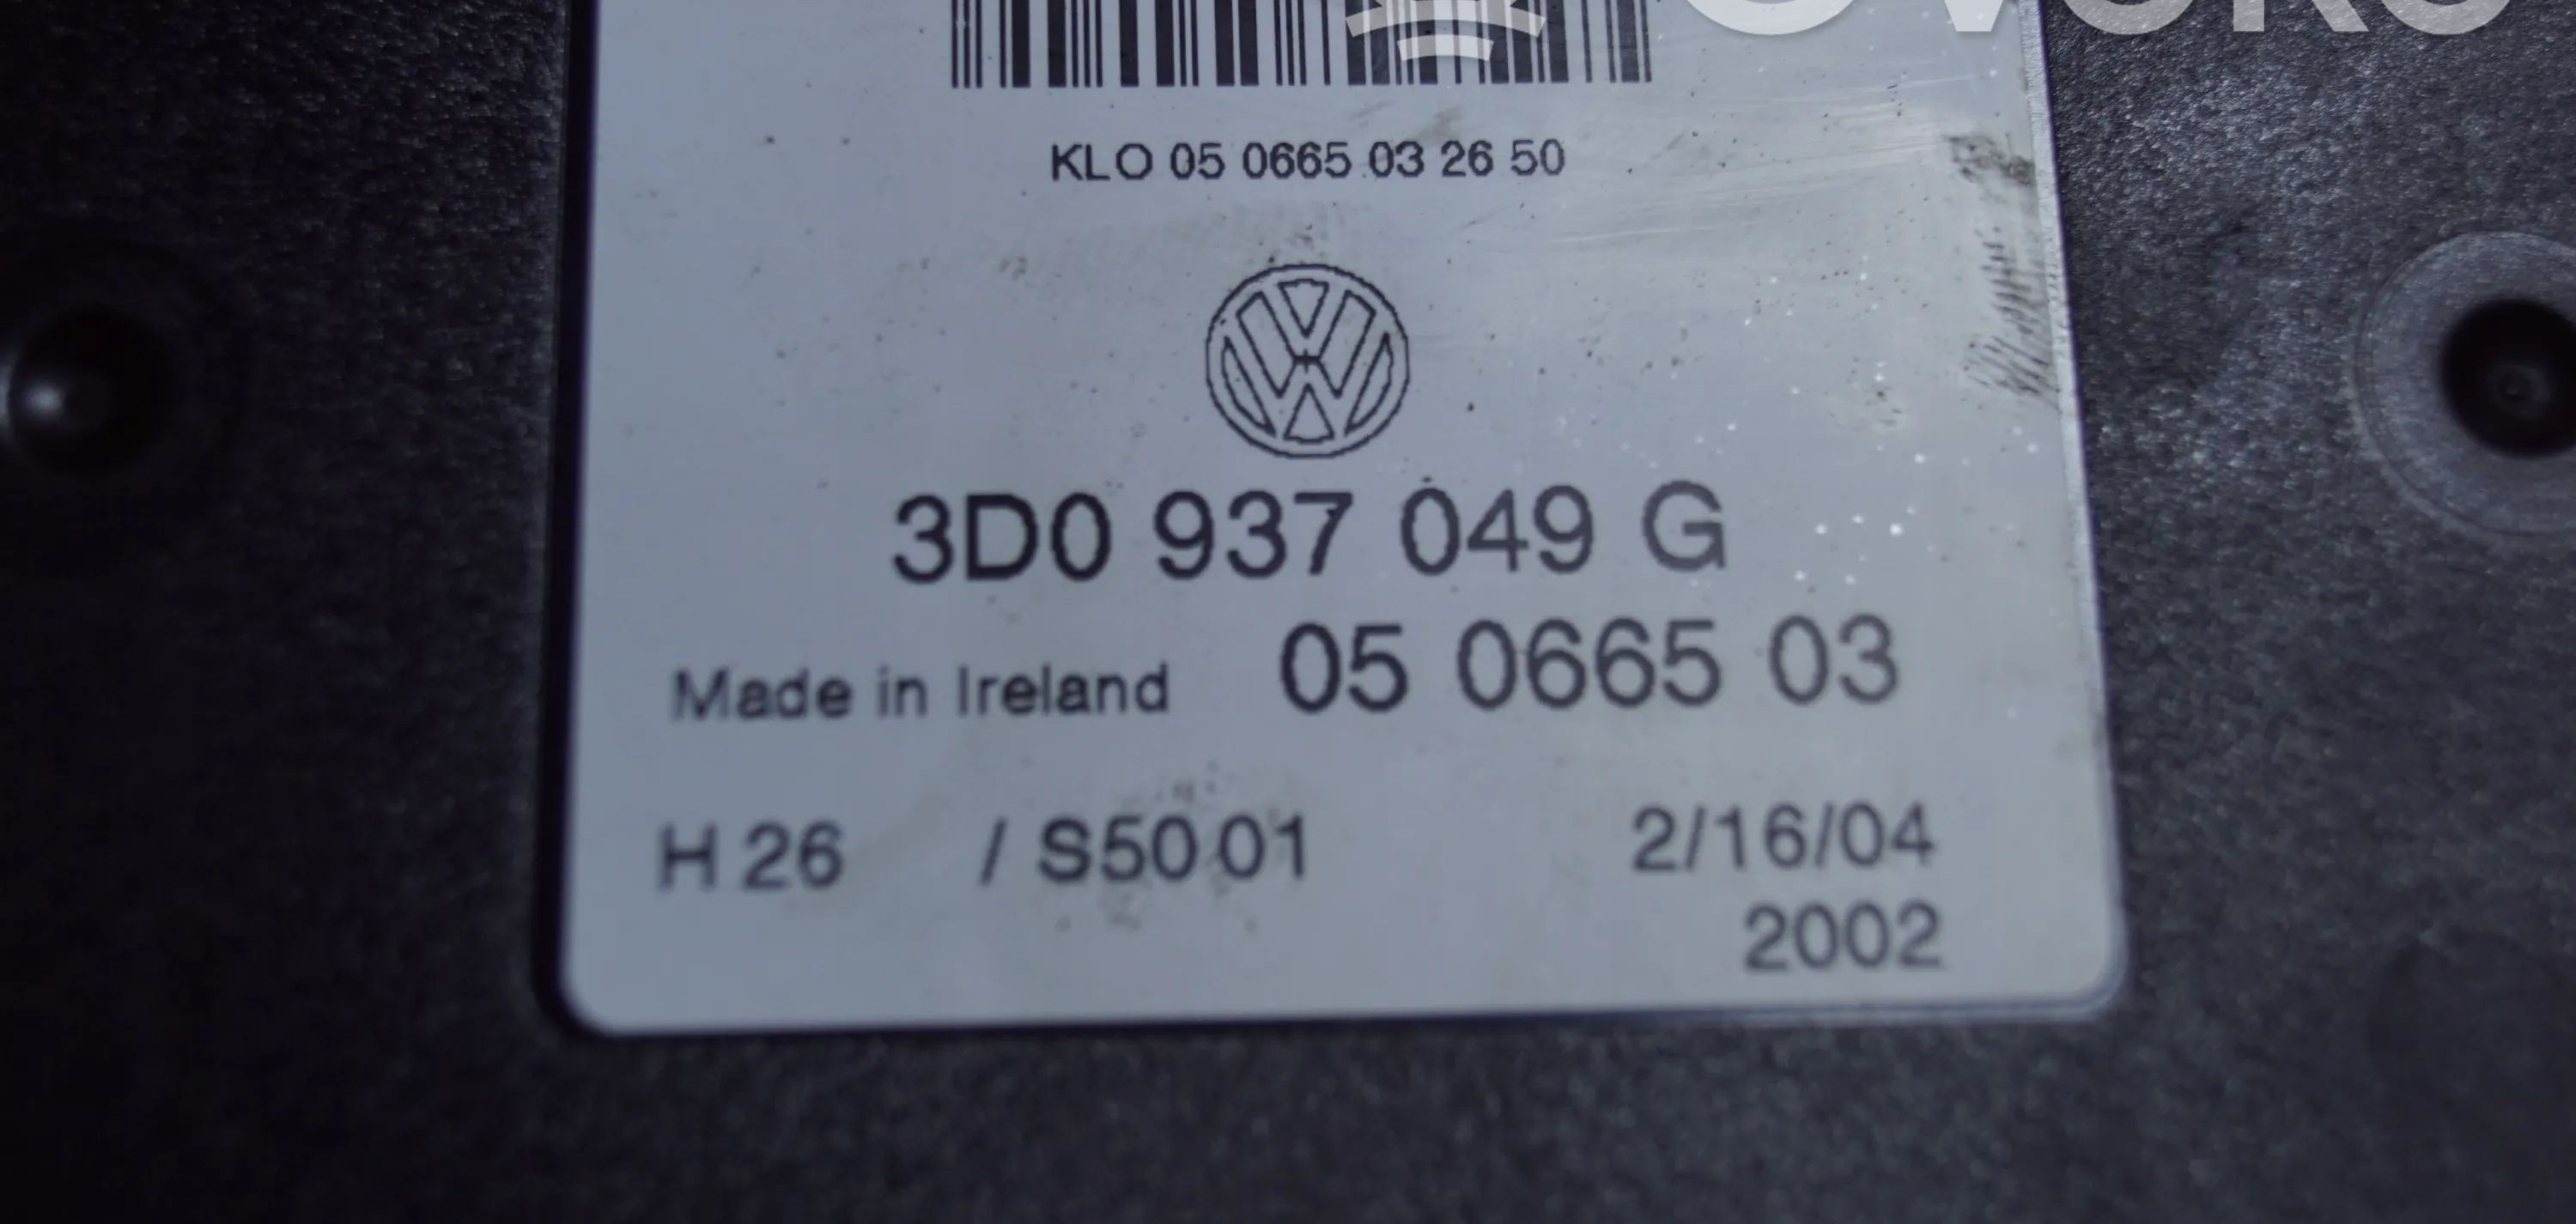 KLO 05 0665 03 26 50
3D0 937 049 G
Made in Ireland 05 0665 03
H 26 / S50 01 2/16/04
2002